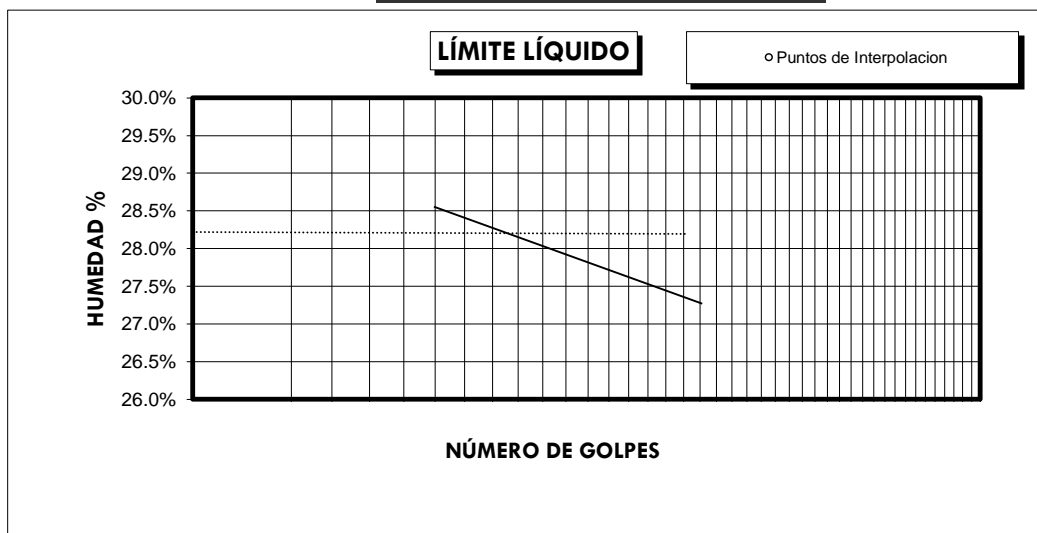 LÍMITE LÍQUIDO
Puntos de Interpolacion
30.0%
29.5%
29.0%
28.5%
28.0%
27.5%
27.0%
26.5%
26.0%
HUMEDAD %
NÚMERO DE GOLPES